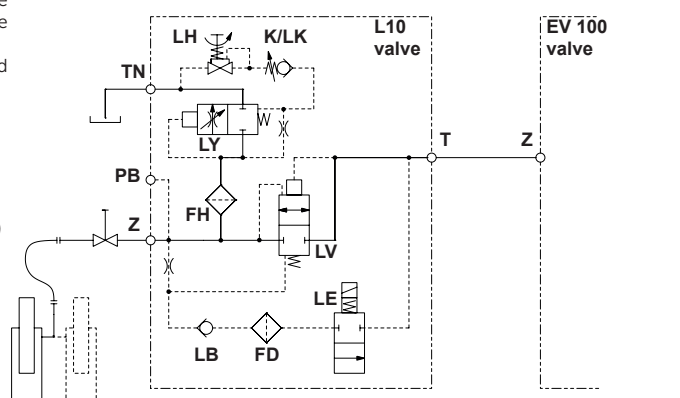 e
e
d
)
LH
K/LK
L10
valve
EV 100
valve
TN
LY
T
Z
PB
FH
Z
LV
LE
LB
FD